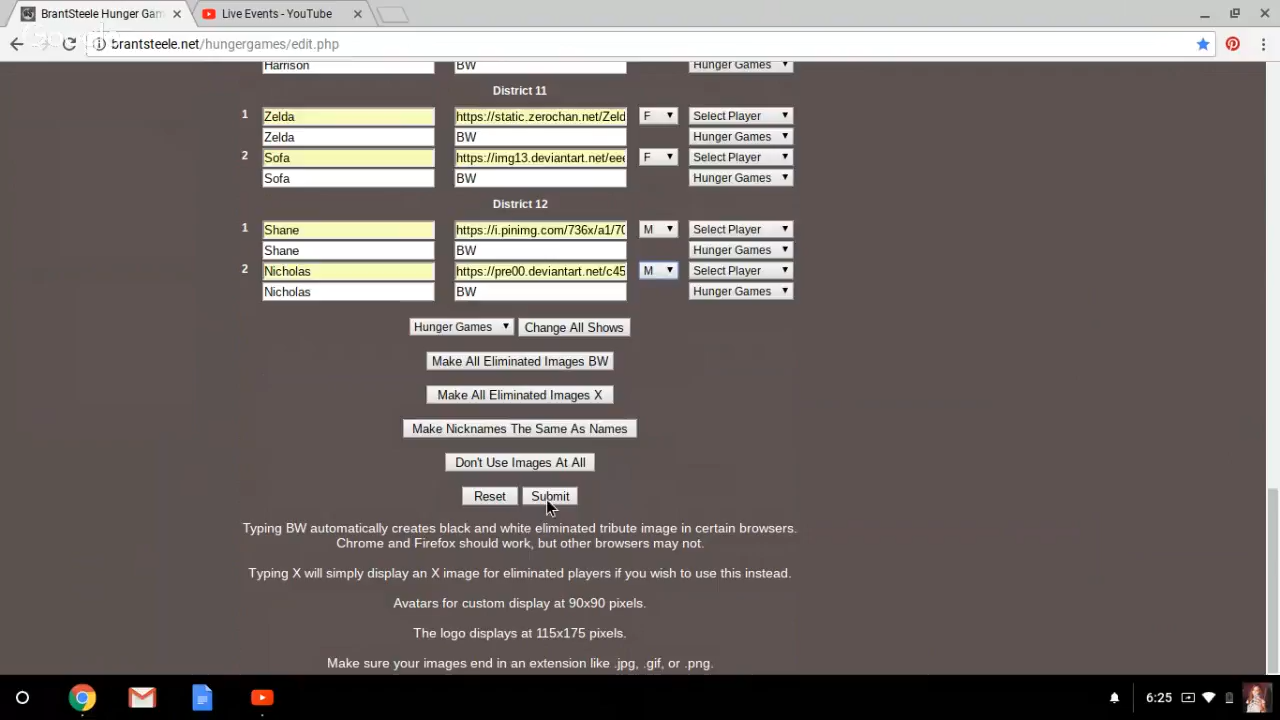 BrantSteele Hunger Gam
Live Events - YouTube
brantsteele.net/hungergames/edit.php
Harrison BW Hunger Games
District 11
1 Zelda https://static.zerochan.net/Zeld F Select Player
Zelda BW Hunger Games
2 Sofa https://img13.deviantart.net/eee F Select Player
Sofa BW Hunger Games
District 12
1 Shane https://i.pinimg.com/736x/a1/70 M Select Player
Shane BW Hunger Games
2 Nicholas https://pre00.deviantart.net/c45 M Select Player
Nicholas BW Hunger Games
Hunger Games Change All Shows
Make All Eliminated Images BW
Make All Eliminated Images X
Make Nicknames The Same As Names
Don't Use Images At All
Reset Submit
Typing BW automatically creates black and white eliminated tribute image in certain browsers.
Chrome and Firefox should work, but other browsers may not.
Typing X will simply display an X image for eliminated players if you wish to use this instead.
Avatars for custom display at 90x90 pixels.
The logo displays at 115x175 pixels.
Make sure your images end in an extension like .jpg, .gif, or .png.
6:25